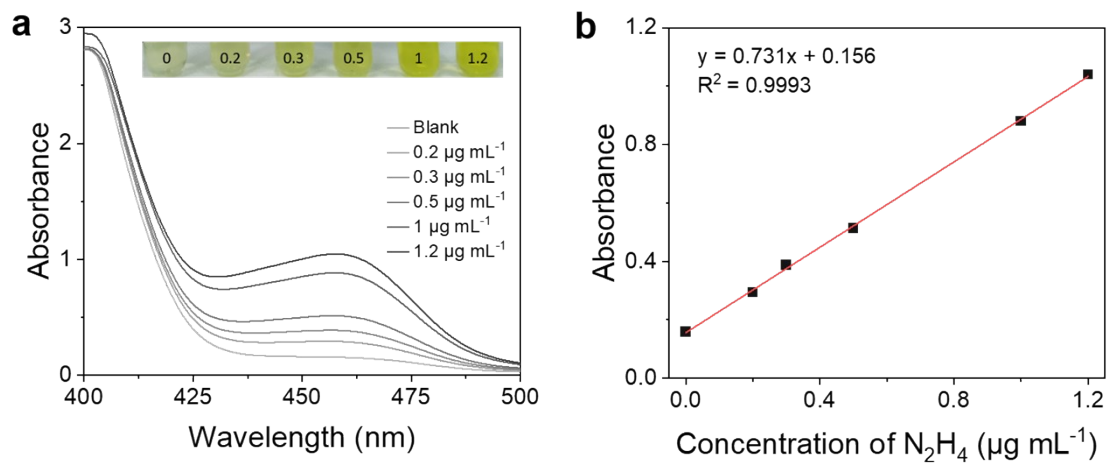 a
3
2
1
0
Absorbance
400
425
450
475
500
Wavelength (nm)
0
0.2
0.3
0.5
1
1.2
Blank
0.2 µg mL⁻¹
0.3 µg mL⁻¹
0.5 µg mL⁻¹
1 µg mL⁻¹
1.2 µg mL⁻¹
b
1.2
0.8
0.4
0.0
Absorbance
y = 0.731x + 0.156
R² = 0.9993
0.0
0.4
0.8
1.2
Concentration of N₂H₄ (µg mL⁻¹)